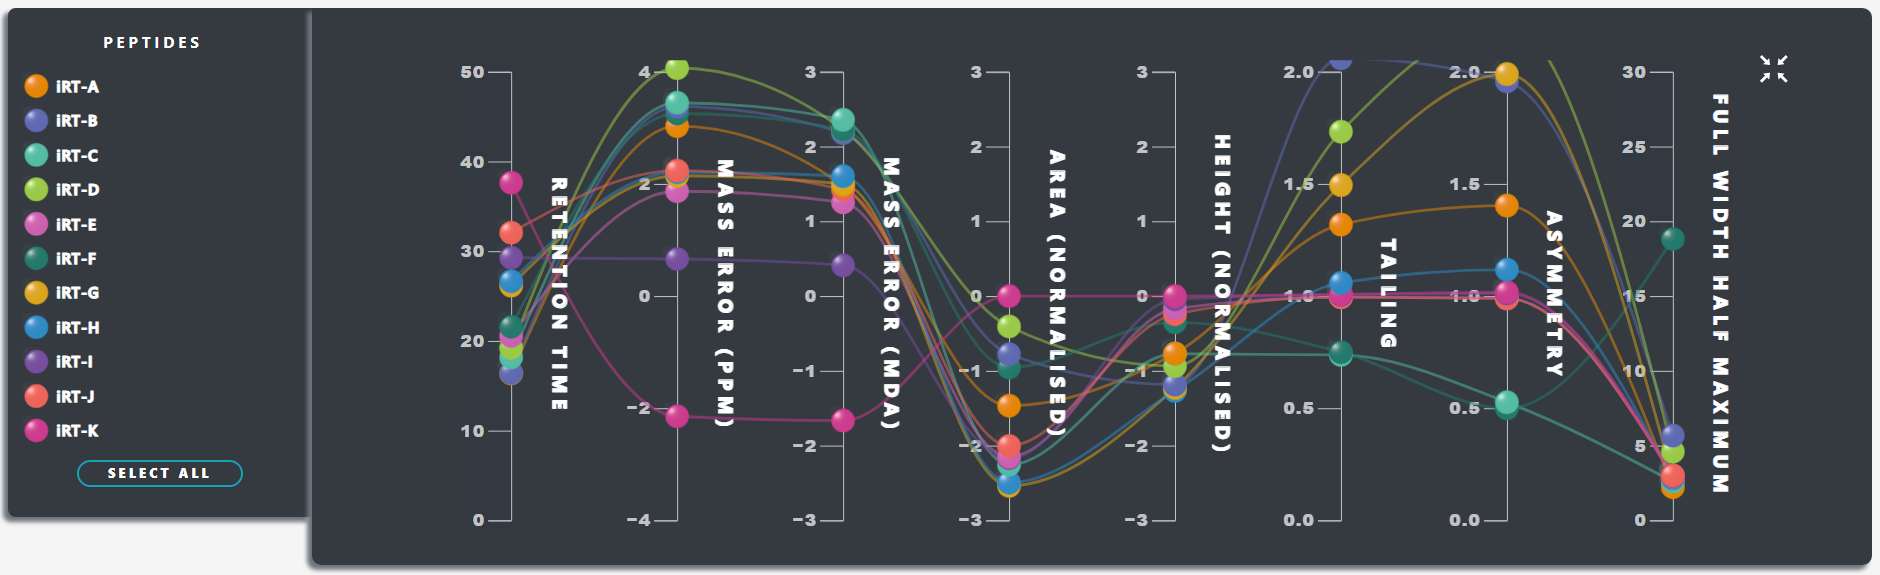 PEPTIDES
iRT-A
iRT-B
iRT-C
iRT-D
iRT-E
iRT-F
iRT-G
iRT-H
iRT-I
iRT-J
iRT-K
SELECT ALL
50
40
30
20
10
0
RETENTION TIME
4
2
0
−2
−4
MASS ERROR (PPM)
3
2
1
0
−1
−2
−3
MASS ERROR (MDA)
3
2
1
0
−1
−2
−3
AREA (NORMALISED)
3
2
1
0
−1
−2
−3
HEIGHT (NORMALISED)
2.0
1.5
1.0
0.5
0.0
TAILING
2.0
1.5
1.0
0.5
0.0
ASYMMETRY
30
25
20
15
10
5
0
FULL WIDTH HALF MAXIMUM